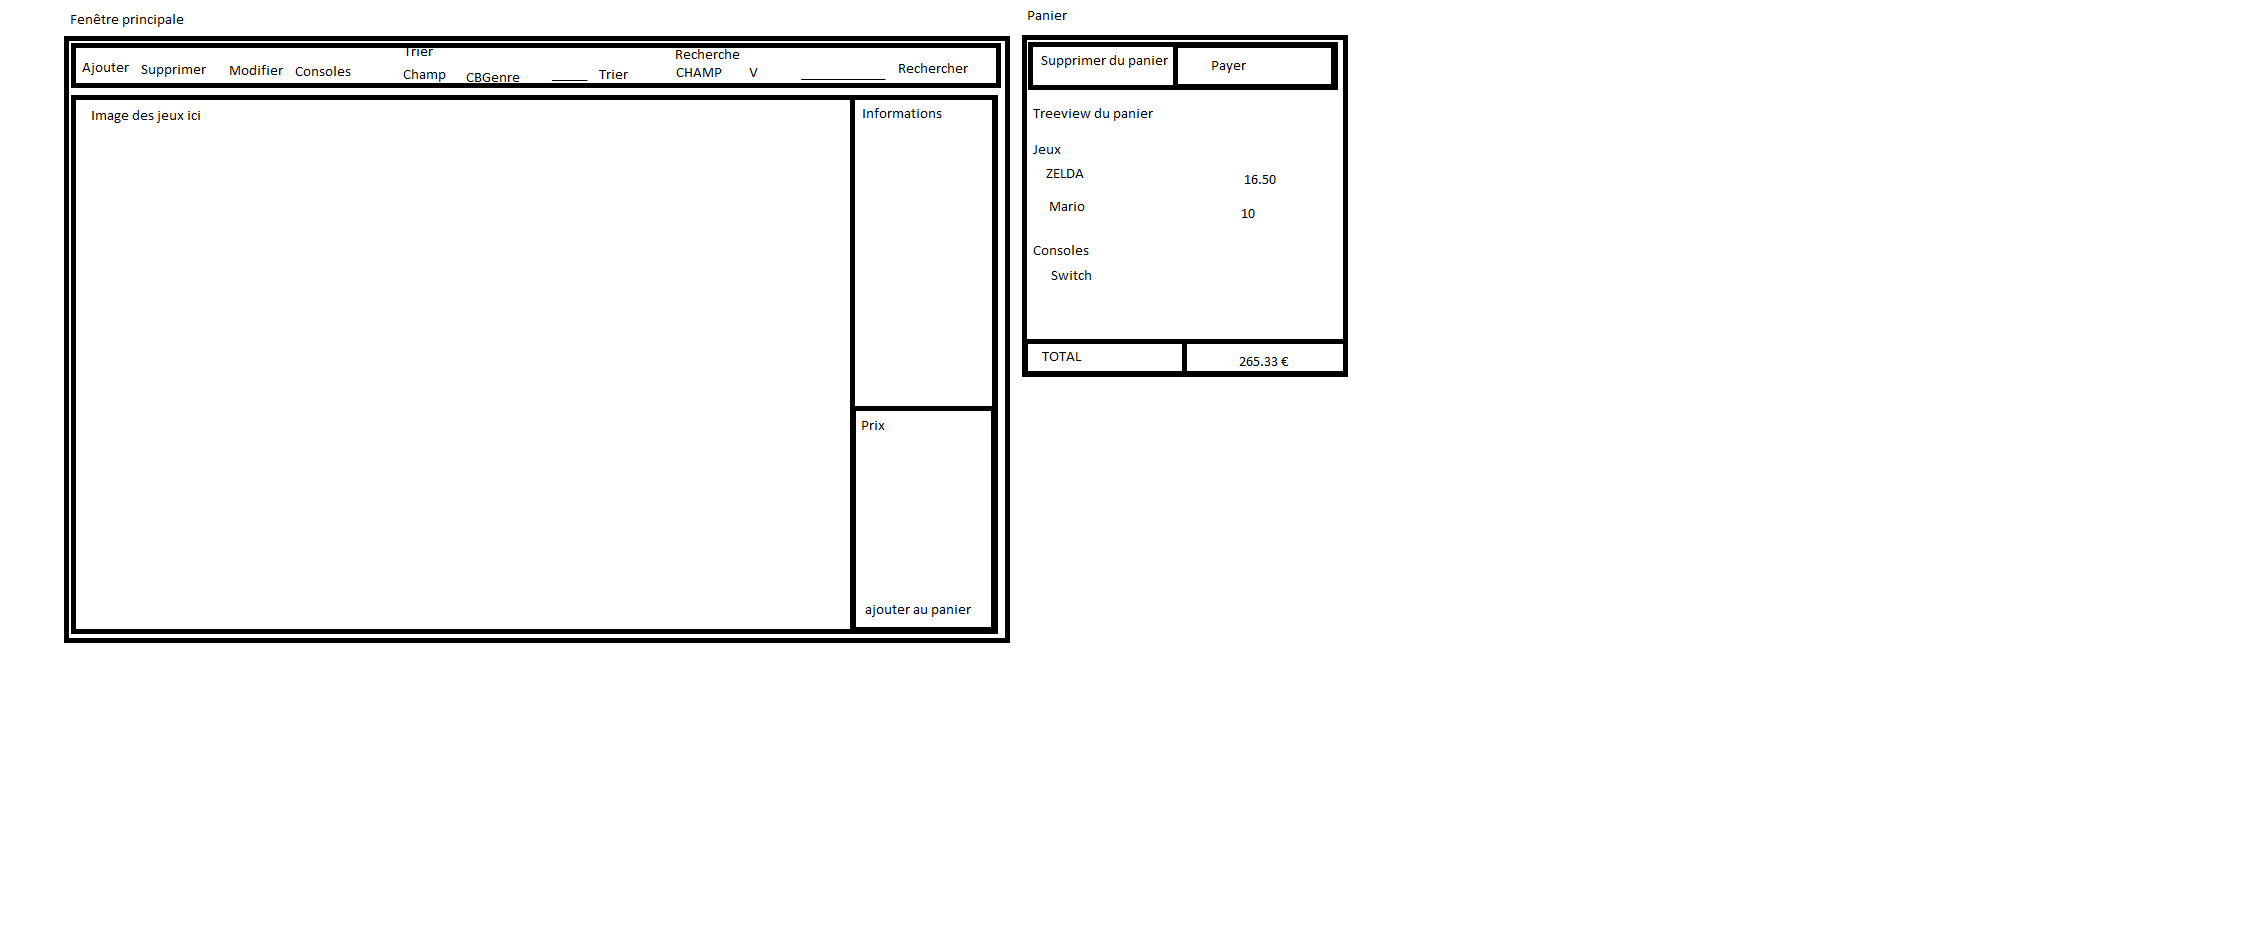 Fenêtre principale
Ajouter Supprimer Modifier Consoles
Trier
Champ CBGenre _____ Trier
Recherche
CHAMP V ____________ Rechercher
Image des jeux ici
Informations
Prix
ajouter au panier
Panier
Supprimer du panier Payer
Treeview du panier
Jeux
ZELDA 16.50
Mario 10
Consoles
Switch
TOTAL 265.33 €